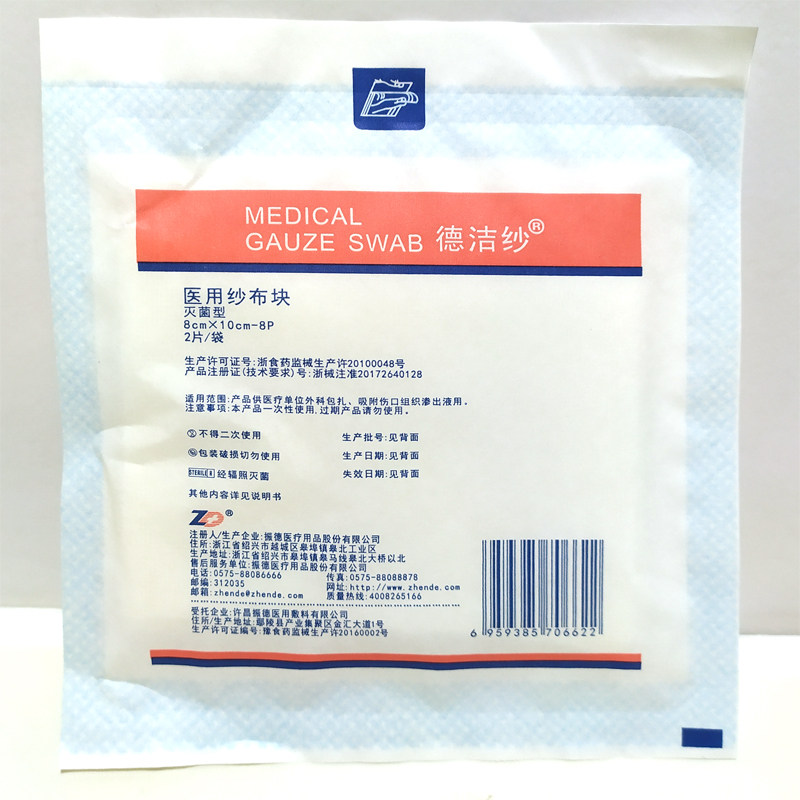 MEDICAL
GAUZE SWAB 德洁纱®
医用纱布块
灭菌型
8cm×10cm-8P
2片/袋
生产许可证号:浙食药监械生产许20100048号
产品注册证(技术要求)号:浙械注准20172640128
适用范围:产品供医疗单位外科包扎、吸附伤口组织渗出液用。
注意事项:本产品一次性使用,过期产品请勿使用。
不得二次使用 生产批号:见背面
包装破损切勿使用 生产日期:见背面
STERILE R 经辐照灭菌 失效日期:见背面
其他内容详见说明书
ZD®
注册人/生产企业:振德医疗用品股份有限公司
住所:浙江省绍兴市越城区皋埠镇皋北工业区
生产地址:浙江省绍兴市皋埠镇皋马线皋北大桥以北
售后服务单位:振德医疗用品股份有限公司
电话:0575-88086666 传真:0575-88088878
邮编:312035 网址:http://www.zhende.com
邮箱:zhende@zhende.com 质量热线:4008265166
受托企业:许昌振德医用敷料有限公司
住所/生产地址:鄢陵县产业集聚区金汇大道1号
生产许可证编号:豫食药监械生产许20160002号
6 959385 706622